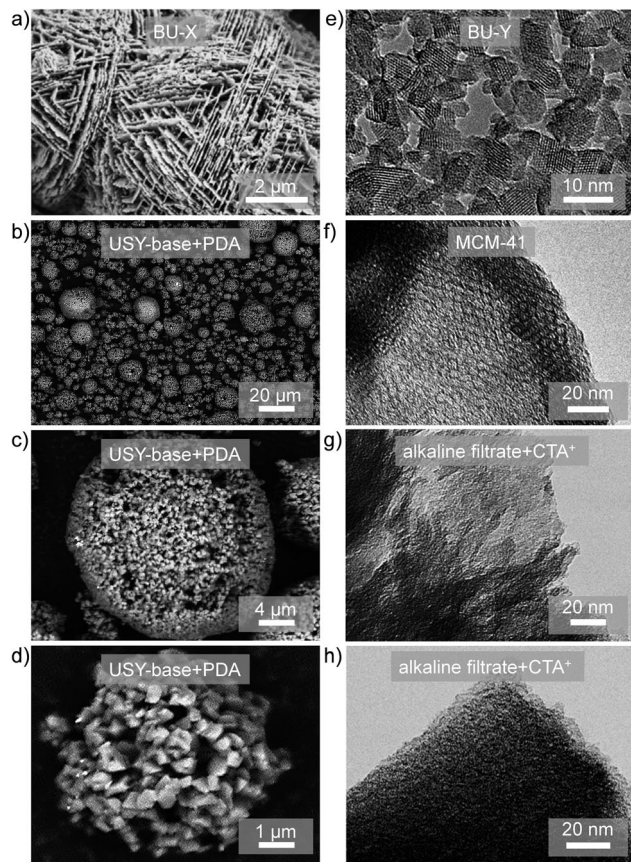 a)
BU-X
2 µm
b)
USY-base+PDA
20 µm
c)
USY-base+PDA
4 µm
d)
USY-base+PDA
1 µm
e)
BU-Y
10 nm
f)
MCM-41
20 nm
g)
alkaline filtrate+CTA⁺
20 nm
h)
alkaline filtrate+CTA⁺
20 nm